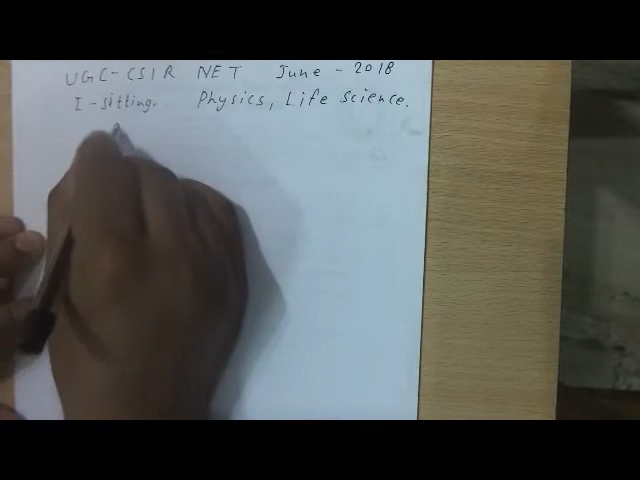 UGC-CSIR NET June - 2018
I - sitting. Physics, Life Science.